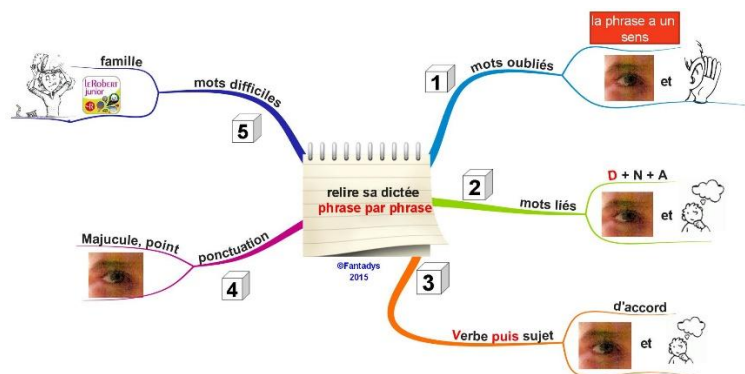 relire sa dictée
phrase par phrase
©Fantadys
2015
1
mots oubliés
la phrase a un
sens
et
2
mots liés
D + N + A
et
3
Verbe puis sujet
d'accord
et
4
ponctuation
Majucule, point
5
mots difficiles
famille
LE ROBERT
junior